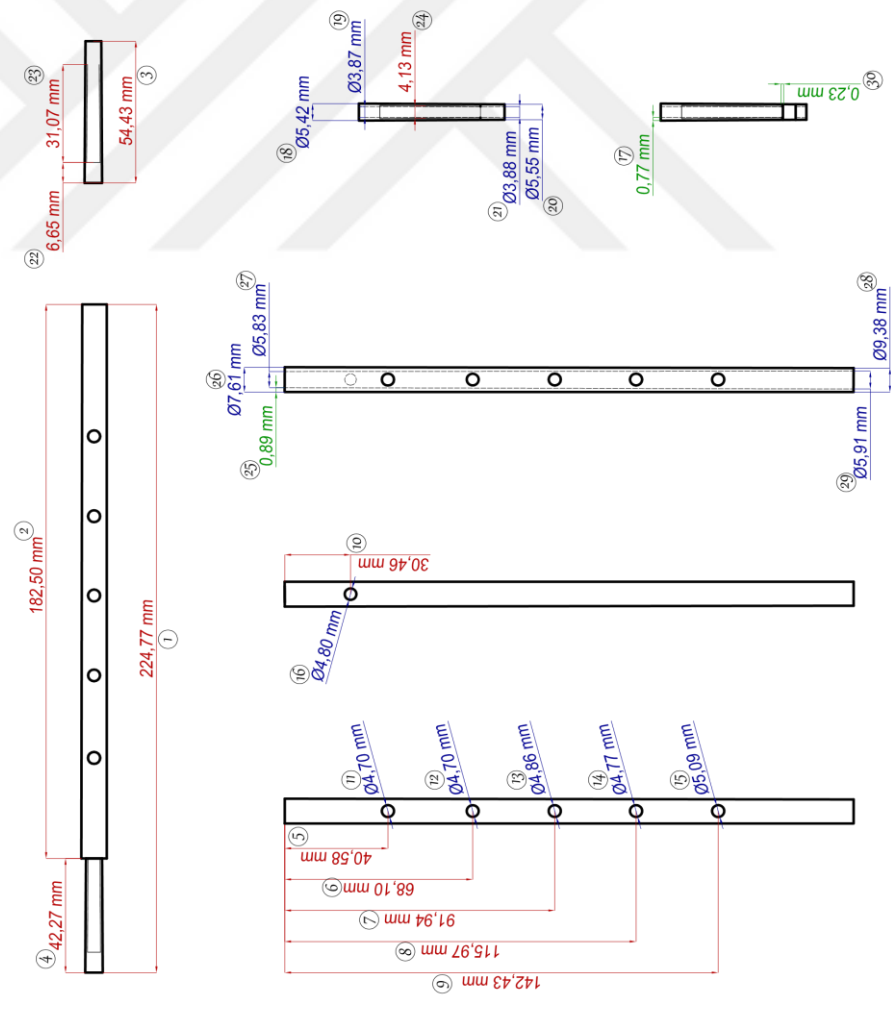 19
24
Ø3,87 mm
4,13 mm
Ø5,42 mm
18
Ø3,88 mm
21
Ø5,55 mm
20
23
31,07 mm
3
54,43 mm
22
6,65 mm
30
0,23 mm
17
0,77 mm
27
Ø5,83 mm
26
Ø7,61 mm
25
0,89 mm
28
Ø9,38 mm
29
Ø5,91 mm
2
182,50 mm
1
224,77 mm
4
42,27 mm
10
30,46 mm
16
Ø4,80 mm
11
Ø4,70 mm
12
Ø4,70 mm
13
Ø4,86 mm
14
Ø4,77 mm
15
Ø5,09 mm
5
40,58 mm
6
68,10 mm
7
91,94 mm
8
115,97 mm
9
142,43 mm